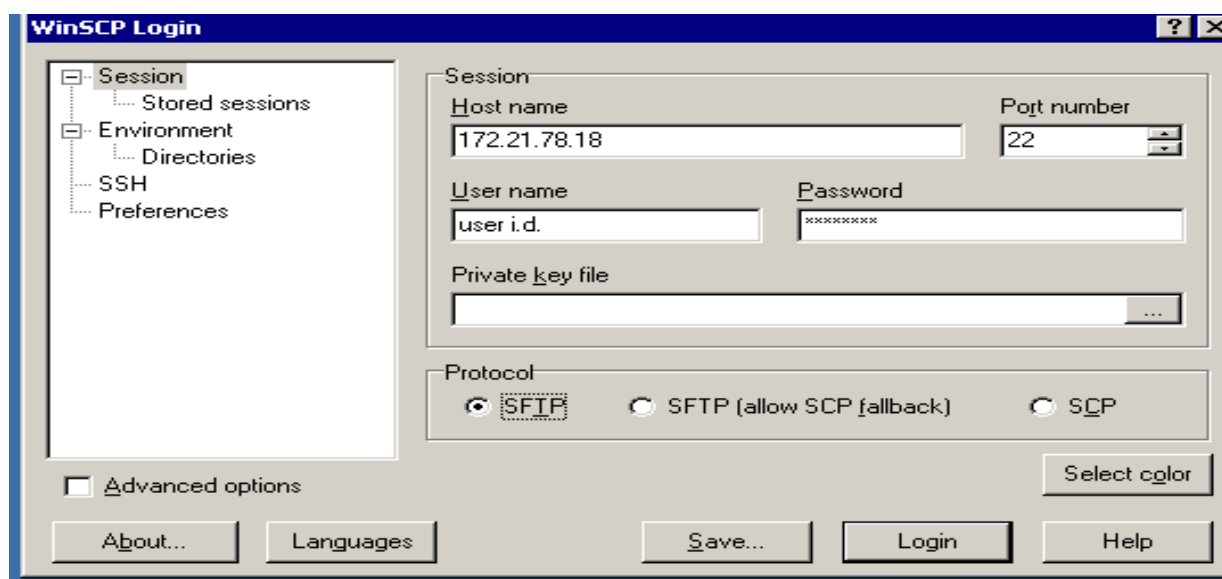 WinSCP Login
Session
Stored sessions
Environment
Directories
SSH
Preferences
Session
Host name Port number
172.21.78.18 22
User name Password
user i.d. ********
Private key file
...
Protocol
SFTP SFTP (allow SCP fallback) SCP
Advanced options
Select color
About... Languages Save... Login Help